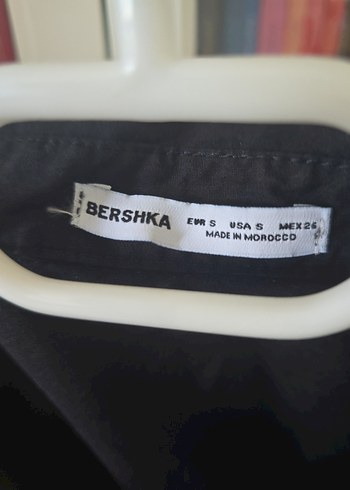 BERSHKA
EUR S USA S MEX 26
MADE IN MOROCCO